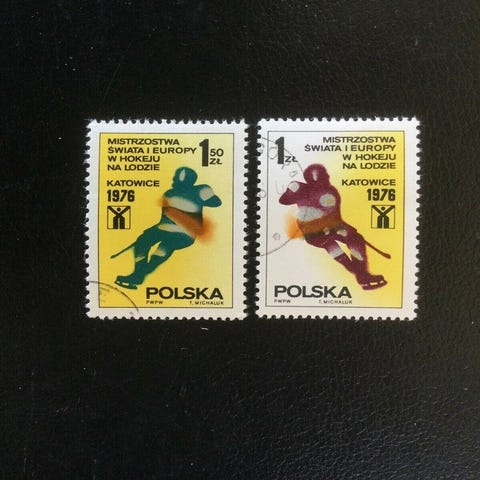 MISTRZOSTWA
ŚWIATA I EUROPY
W HOKEJU
NA LODZIE
1 50 ZŁ
KATOWICE
1976
POLSKA
PWPW T. MICHALUK
1 ZŁ
MISTRZOSTWA
ŚWIATA I EUROPY
W HOKEJU
NA LODZIE
KATOWICE
1976
POLSKA
PWPW T. MICHALUK